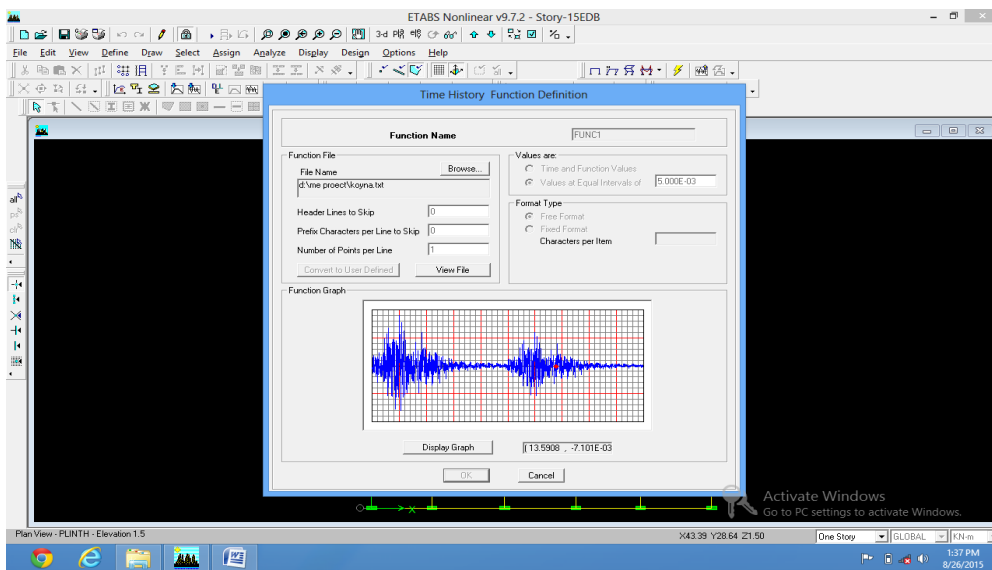 ETABS Nonlinear v9.7.2 - Story-15EDB
3-d
File Edit View Define Draw Select Assign Analyze Display Design Options Help
Time History Function Definition
Function Name FUNC1
Function File
File Name Browse...
d:\me proect\koyna.txt
Header Lines to Skip 0
Prefix Characters per Line to Skip 0
Number of Points per Line 1
Convert to User Defined View File
Values are:
Time and Function Values
Values at Equal Intervals of 5.000E-03
Format Type
Free Format
Fixed Format
Characters per Item
Function Graph
Display Graph (13.5908 , -7.101E-03
OK Cancel
all
X
Activate Windows
Go to PC settings to activate Windows.
Plan View - PLINTH - Elevation 1.5 X43.39 Y28.64 Z1.50 One Story GLOBAL KN-m
1:37 PM
8/26/2015